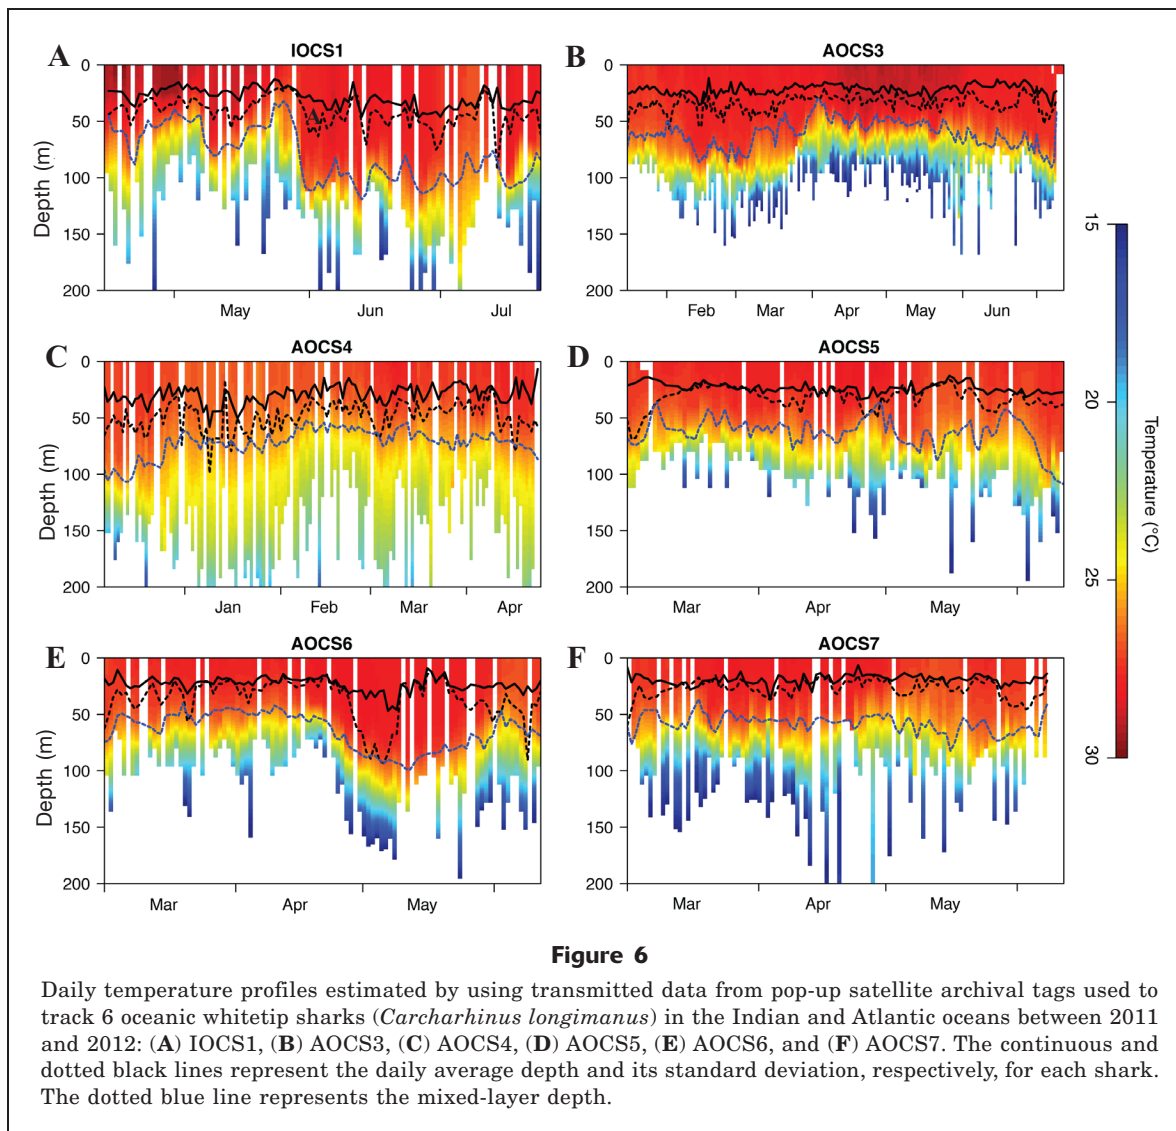 A
IOCS1
0
50
100
150
200
Depth (m)
A
May
Jun
Jul
B
AOCS3
0
50
100
150
200
Feb
Mar
Apr
May
Jun
C
AOCS4
0
50
100
150
200
Depth (m)
Jan
Feb
Mar
Apr
D
AOCS5
0
50
100
150
200
Mar
Apr
May
E
AOCS6
0
50
100
150
200
Depth (m)
Mar
Apr
May
F
AOCS7
0
50
100
150
200
Mar
Apr
May
15
20
25
30
Temperature (°C)
Figure 6
Daily temperature profiles estimated by using transmitted data from pop-up satellite archival tags used to
track 6 oceanic whitetip sharks (Carcharhinus longimanus) in the Indian and Atlantic oceans between 2011
and 2012: (A) IOCS1, (B) AOCS3, (C) AOCS4, (D) AOCS5, (E) AOCS6, and (F) AOCS7. The continuous and
dotted black lines represent the daily average depth and its standard deviation, respectively, for each shark.
The dotted blue line represents the mixed-layer depth.